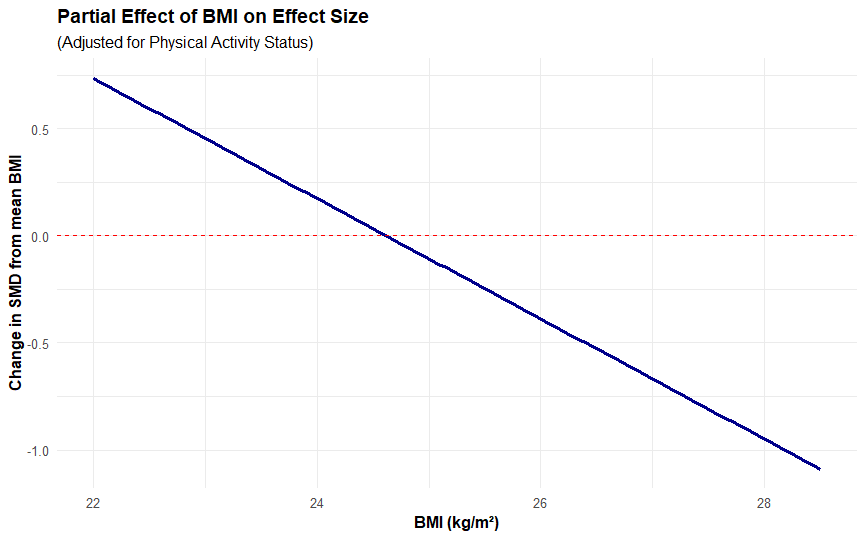 Partial Effect of BMI on Effect Size
(Adjusted for Physical Activity Status)
Change in SMD from mean BMI
0.5
0.0
-0.5
-1.0
22
24
26
28
BMI (kg/m²)